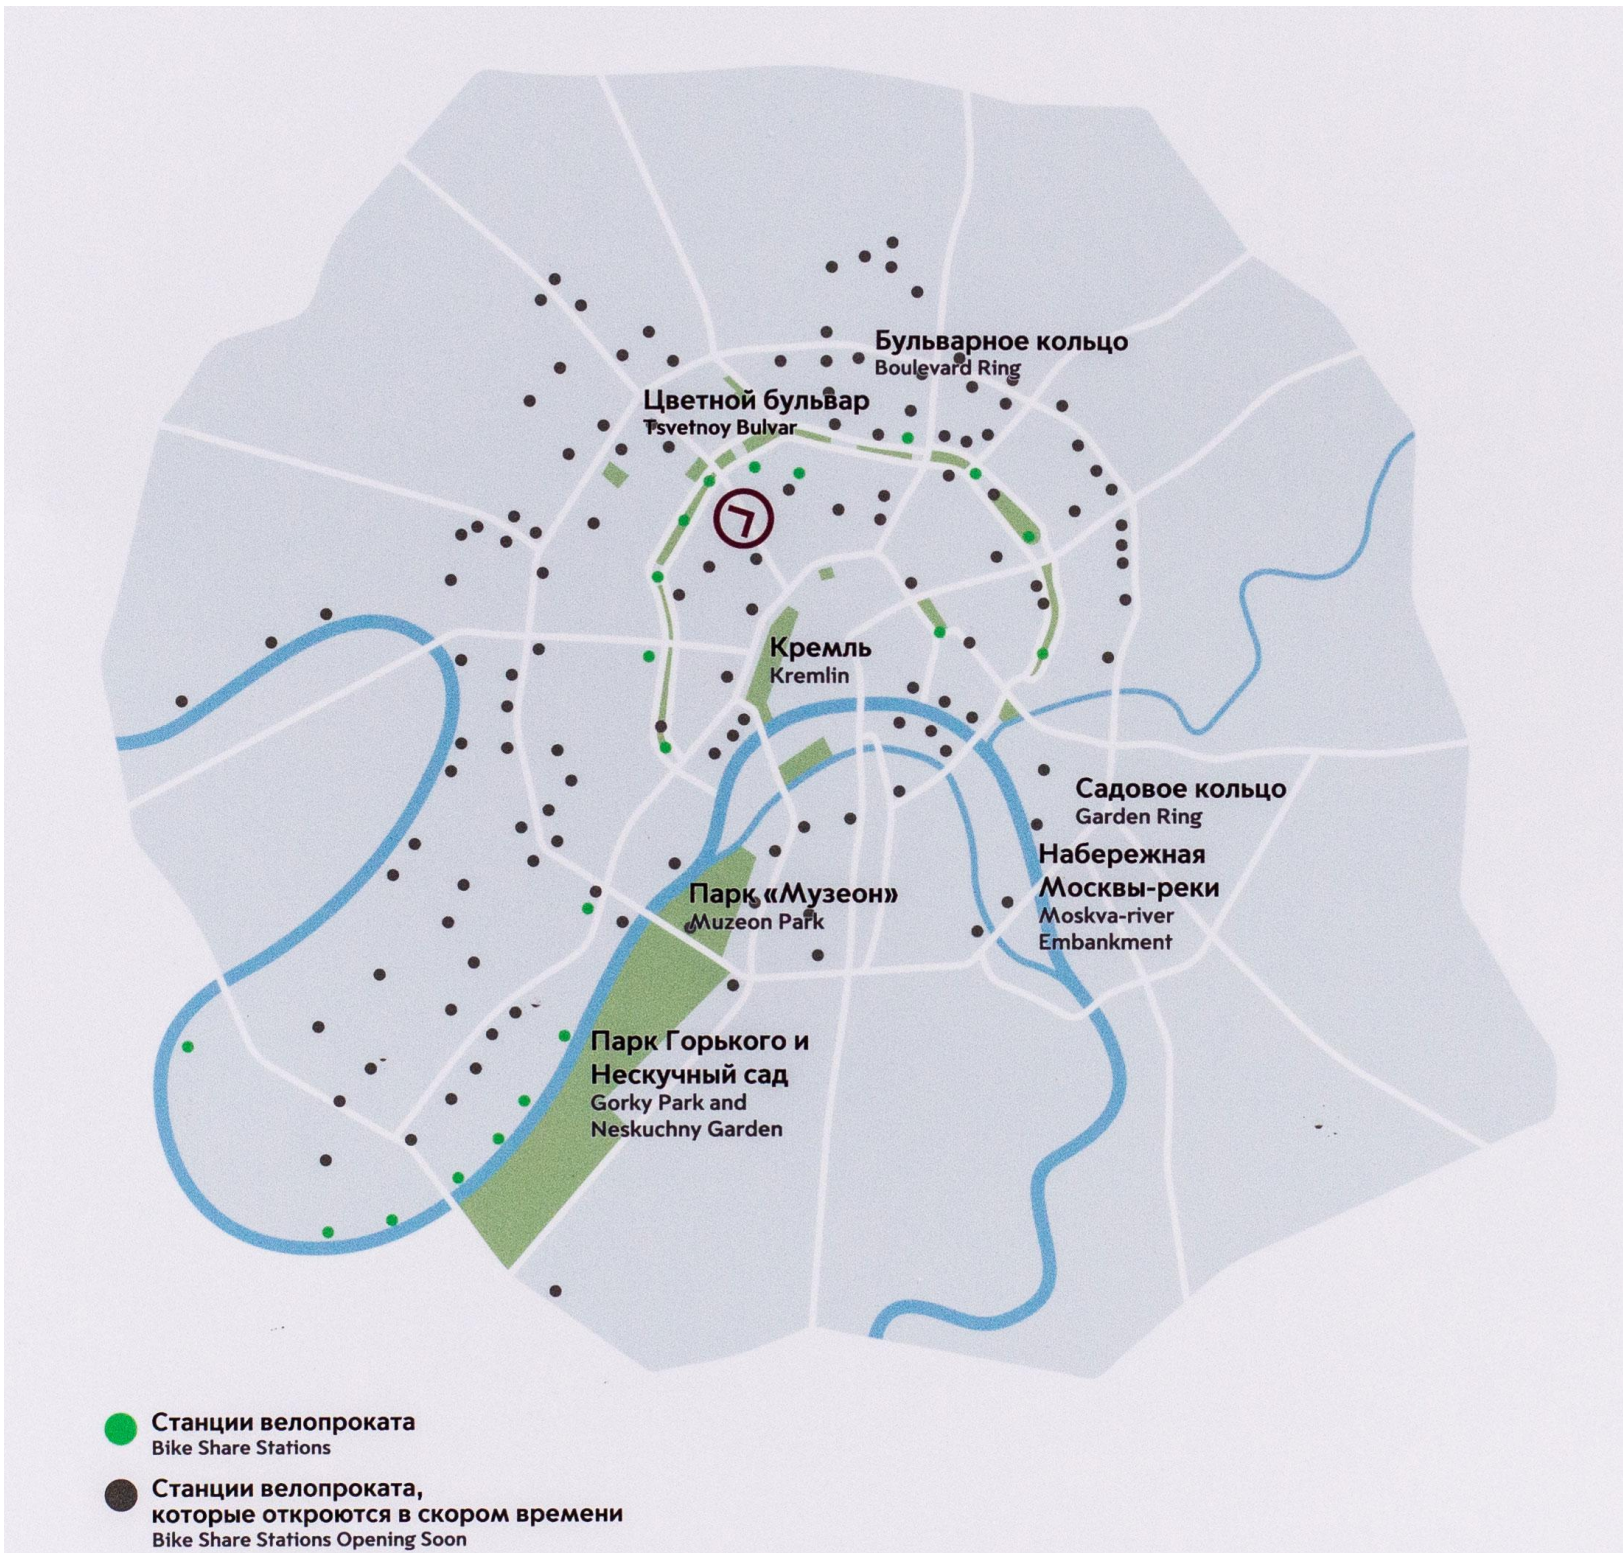 Бульварное кольцо
Boulevard Ring
Цветной бульвар
Tsvetnoy Bulvar
Кремль
Kremlin
Садовое кольцо
Garden Ring
Набережная
Москвы-реки
Moskva-river
Embankment
Парк «Музеон»
Muzeon Park
Парк Горького и
Нескучный сад
Gorky Park and
Neskuchny Garden
Станции велопроката
Bike Share Stations
Станции велопроката,
которые откроются в скором времени
Bike Share Stations Opening Soon